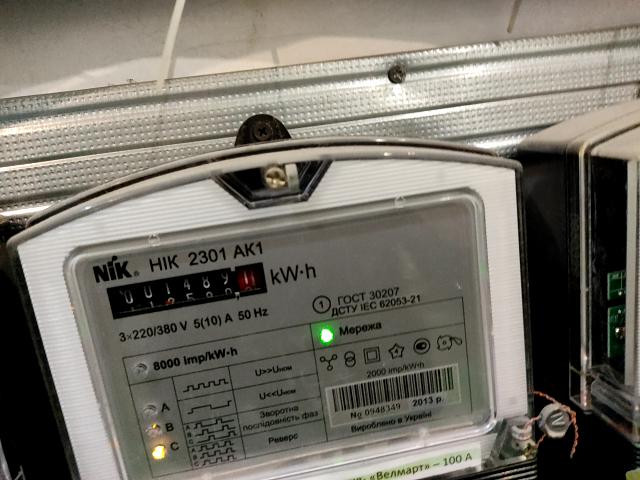 NiK. НІК 2301 АК1
kW·h
3×220/380 V 5(10) A 50 Hz
1 ГОСТ 30207
ДСТУ IEC 62053-21
8000 imp/kW·h
Мережа
U>>Uном
A
U<<Uном
B
Зворотна
послідовність фаз
C
Реверс
A
B
C
A
B
C
2000 imp/kW·h
№ 0948349 2013 р.
Вироблено в Україні
«Велмарт» – 100 А